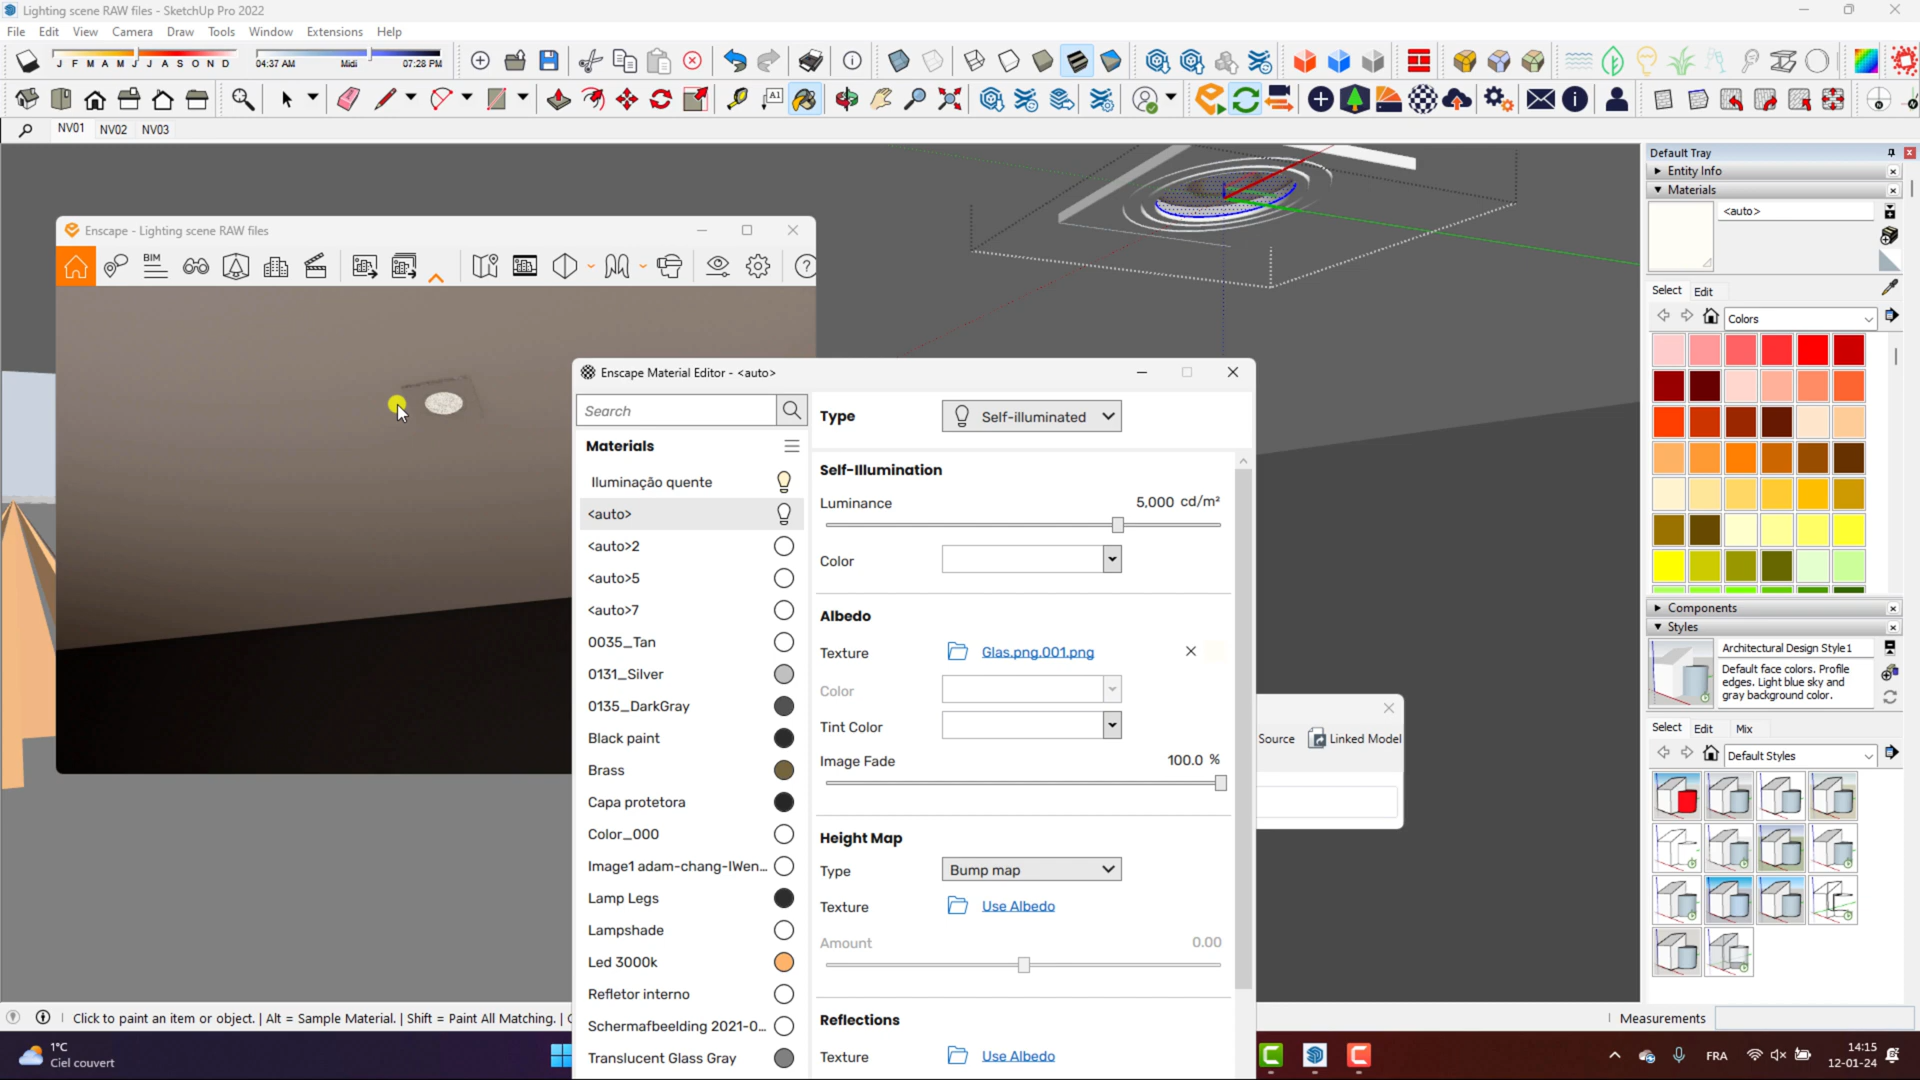 Lighting scene RAW files - SketchUp Pro 2022
File Edit View Camera Draw Tools Window Extensions Help
J F M A M J J A S O N D
04:37 AM Midi 07:28 PM
NV01 NV02 NV03
Enscape - Lighting scene RAW files
BIM
Enscape Material Editor - <auto>
Search
Materials
Iluminação quente
<auto>
<auto>2
<auto>5
<auto>7
0035_Tan
0131_Silver
0135_DarkGray
Black paint
Brass
Capa protetora
Color_000
Image1 adam-chang-IWen...
Lamp Legs
Lampshade
Led 3000k
Refletor interno
Schermafbeelding 2021-0...
Translucent Glass Gray
Type Self-illuminated
Self-Illumination
Luminance 5,000 cd/m²
Color
Albedo
Texture Glas.png.001.png
Color
Tint Color
Image Fade 100.0 %
Height Map
Type Bump map
Texture Use Albedo
Amount 0.00
Reflections
Texture Use Albedo
Source Linked Model
Default Tray
Entity Info
Materials
<auto>
Select Edit
Colors
Components
Styles
Architectural Design Style1
Default face colors. Profile
edges. Light blue sky and
gray background color.
Select Edit Mix
Default Styles
Click to paint an item or object. | Alt = Sample Material. | Shift = Paint All Matching. |
Measurements
1°C
Ciel couvert
FRA
14:15
12-01-24